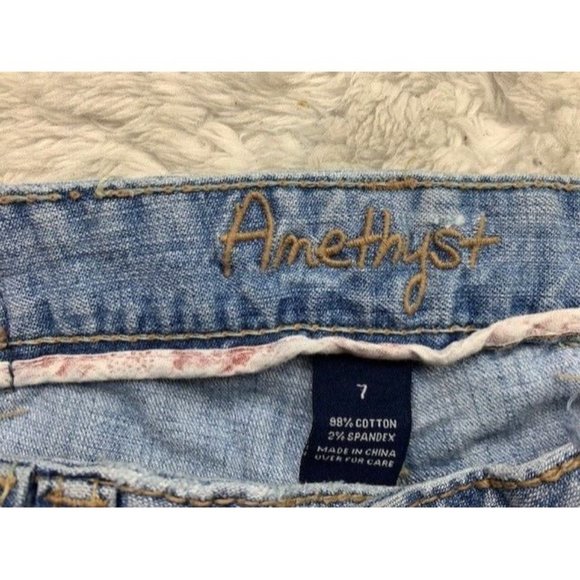 Amethyst
7
98% COTTON
2% SPANDEX
MADE IN CHINA
OVER FOR CARE